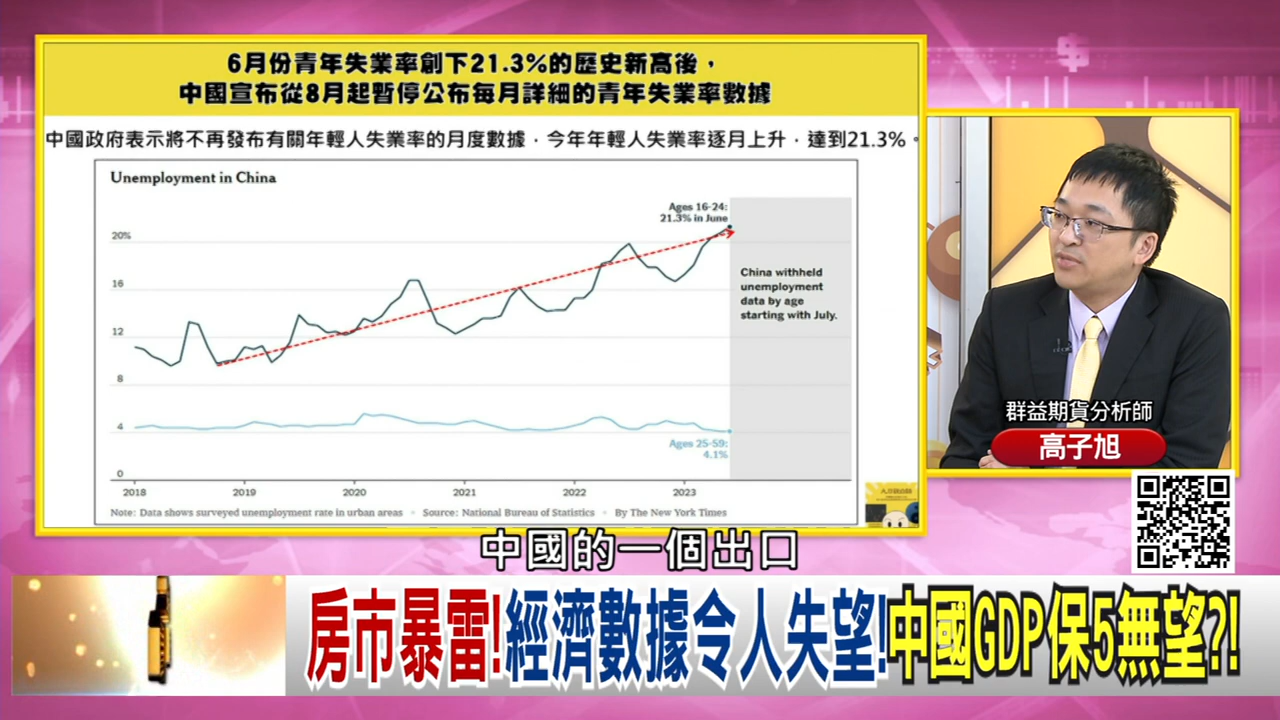 6月份青年失業率創下21.3%的歷史新高後，
中國宣布從8月起暫停公布每月詳細的青年失業率數據
中國政府表示將不再發布有關年輕人失業率的月度數據，今年年輕人失業率逐月上升，達到21.3%。
Unemployment in China
Ages 16-24:
21.3% in June
20%
16
12
8
4
0
China withheld
unemployment
data by age
starting with July.
Ages 25-59:
4.1%
2018
2019
2020
2021
2022
2023
Note: Data shows surveyed unemployment rate in urban areas • Source: National Bureau of Statistics • By The New York Times
群益期貨分析師
高子旭
中國的一個出口
房市暴雷!經濟數據令人失望!中國GDP保5無望?!